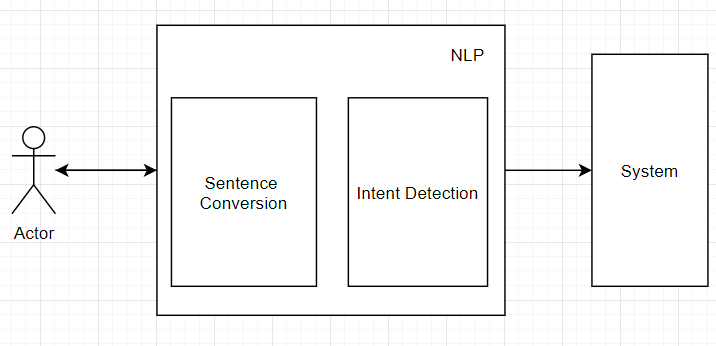 NLP
Sentence
Conversion
Intent Detection
System
Actor